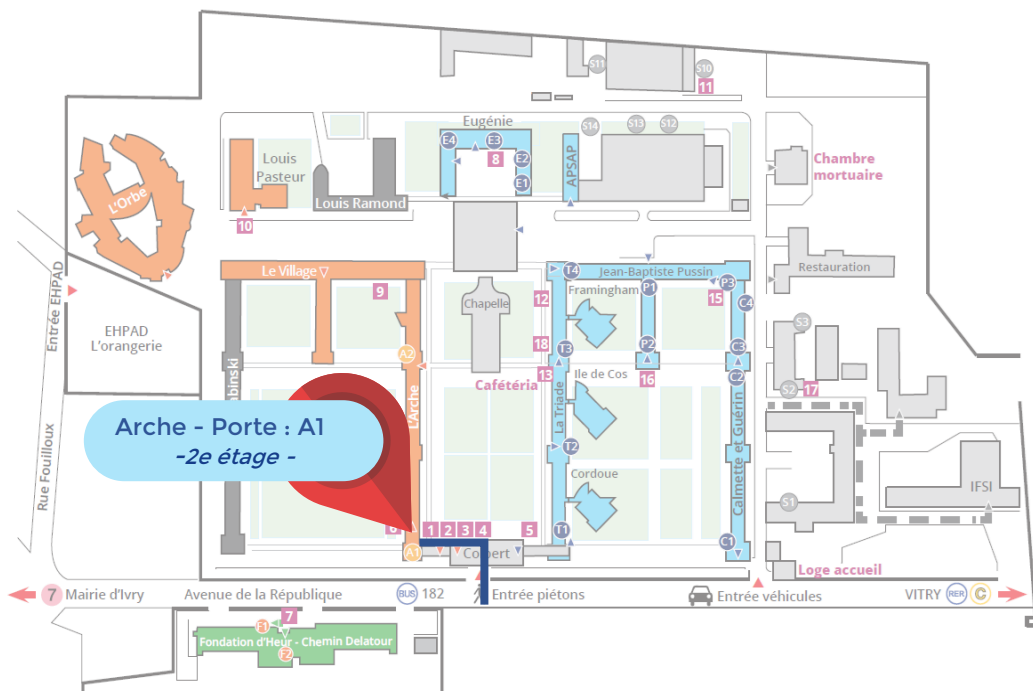 S11
S10
11
Eugénie
S14
S13
S12
E4
E3
8
E2
E1
APSAP
Louis
Pasteur
Louis Ramond
10
L'Orbe
Chambre
mortuaire
Le Village
9
Entrée EHPAD
T4
Jean-Baptiste Pussin
Framingham
P1
P3
15
C4
Restauration
Chapelle
12
EHPAD
L'orangerie
A2
18
T3
P2
16
C3
C2
S3
Cafétéria
13
Ile de Cos
S2
17
L'Arche
Arche - Porte : A1
-2e étage -
La Triade
T2
Cordoue
Calmette et Guérin
Rue Fouilloux
S1
IFSI
1
2
3
4
5
A1
T1
C1
Loge accueil
7
Mairie d'Ivry
Avenue de la République
BUS
182
Entrée piétons
Entrée véhicules
VITRY
RER
C
7
F1
Fondation d'Heur - Chemin Delatour
F2